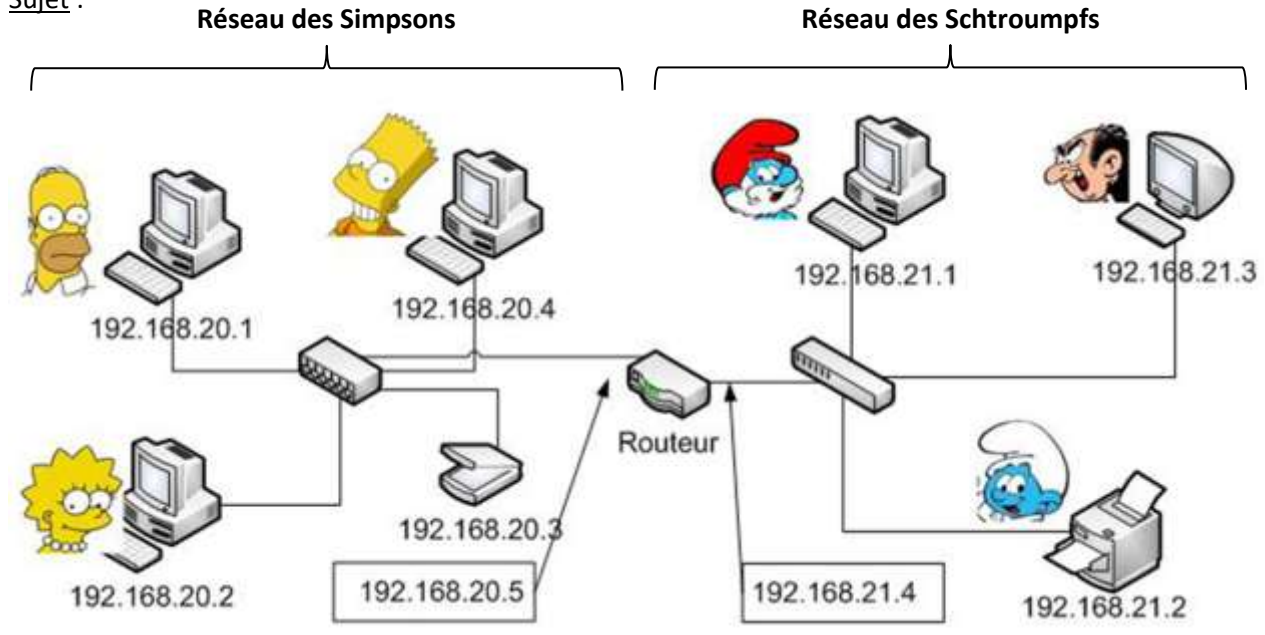 Sujet :
Réseau des Simpsons
Réseau des Schtroumpfs
192.168.21.1
192.168.21.3
192.168.20.1
192.168.20.4
Routeur
192.168.20.3
192.168.20.2
192.168.20.5
192.168.21.4
192.168.21.2